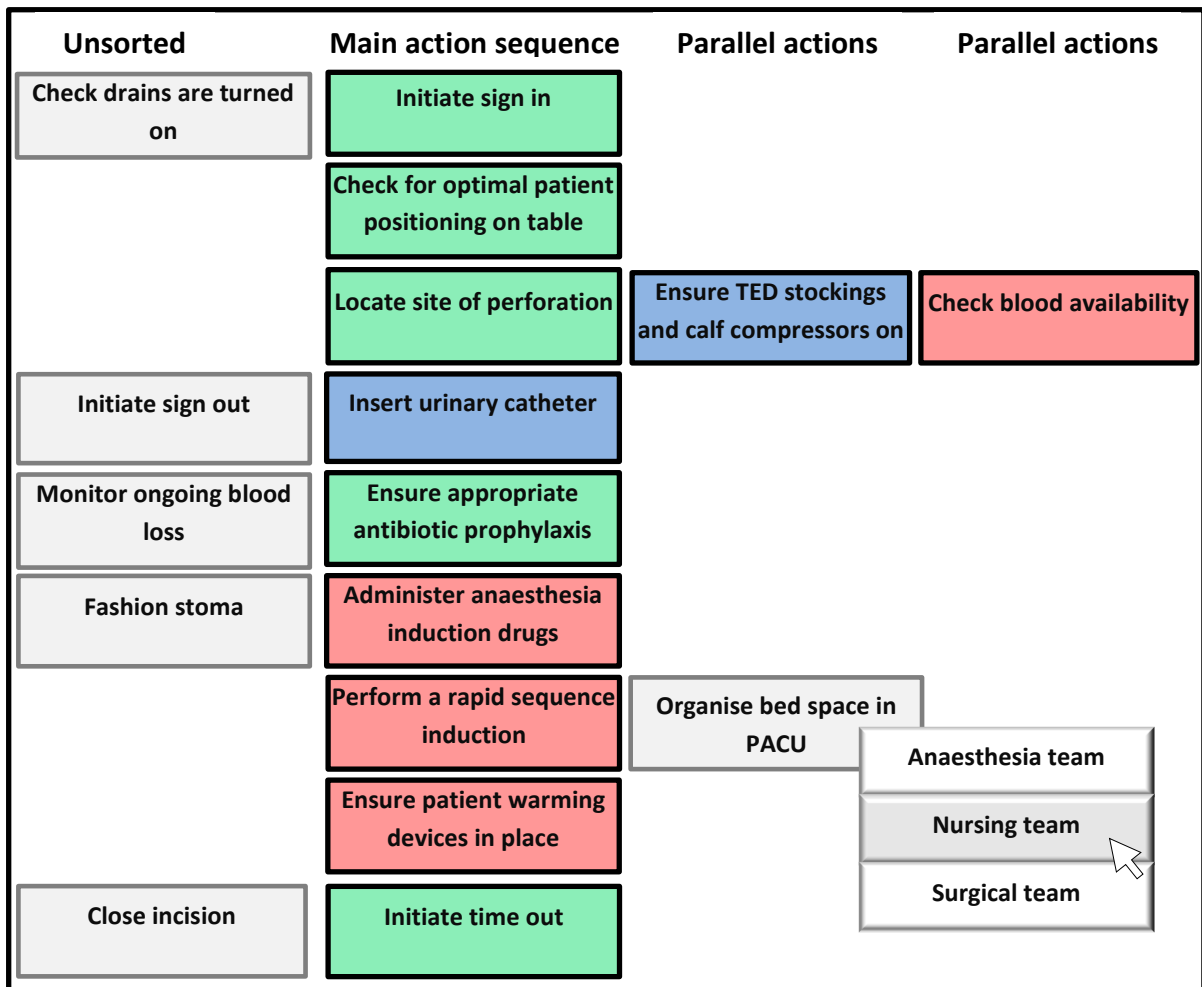 Unsorted
Main action sequence
Parallel actions
Parallel actions
Check drains are turned
on
Initiate sign in
Check for optimal patient
positioning on table
Locate site of perforation
Ensure TED stockings
and calf compressors on
Check blood availability
Initiate sign out
Insert urinary catheter
Monitor ongoing blood
loss
Ensure appropriate
antibiotic prophylaxis
Fashion stoma
Administer anaesthesia
induction drugs
Perform a rapid sequence
induction
Organise bed space in
PACU
Anaesthesia team
Nursing team
Surgical team
Ensure patient warming
devices in place
Close incision
Initiate time out